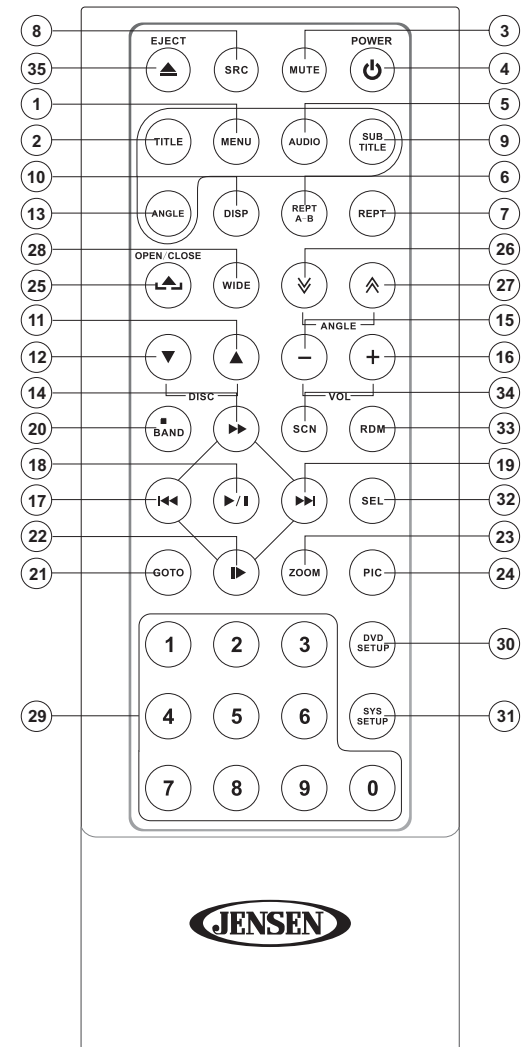 8 3
EJECT POWER
35 SRC MUTE 4
1 5
2 TITLE MENU AUDIO SUB TITLE 9
10 6
13 ANGLE DISP REPT A-B REPT 7
28 26
OPEN/CLOSE
25 WIDE 27
11 ANGLE 15
12 − + 16
14 DISC VOL 34
20 BAND SCN RDM 33
18 19
17 SEL 32
22 23
21 GOTO ZOOM PIC 24
1 2 3 DVD SETUP 30
29 4 5 6 SYS SETUP 31
7 8 9 0
JENSEN